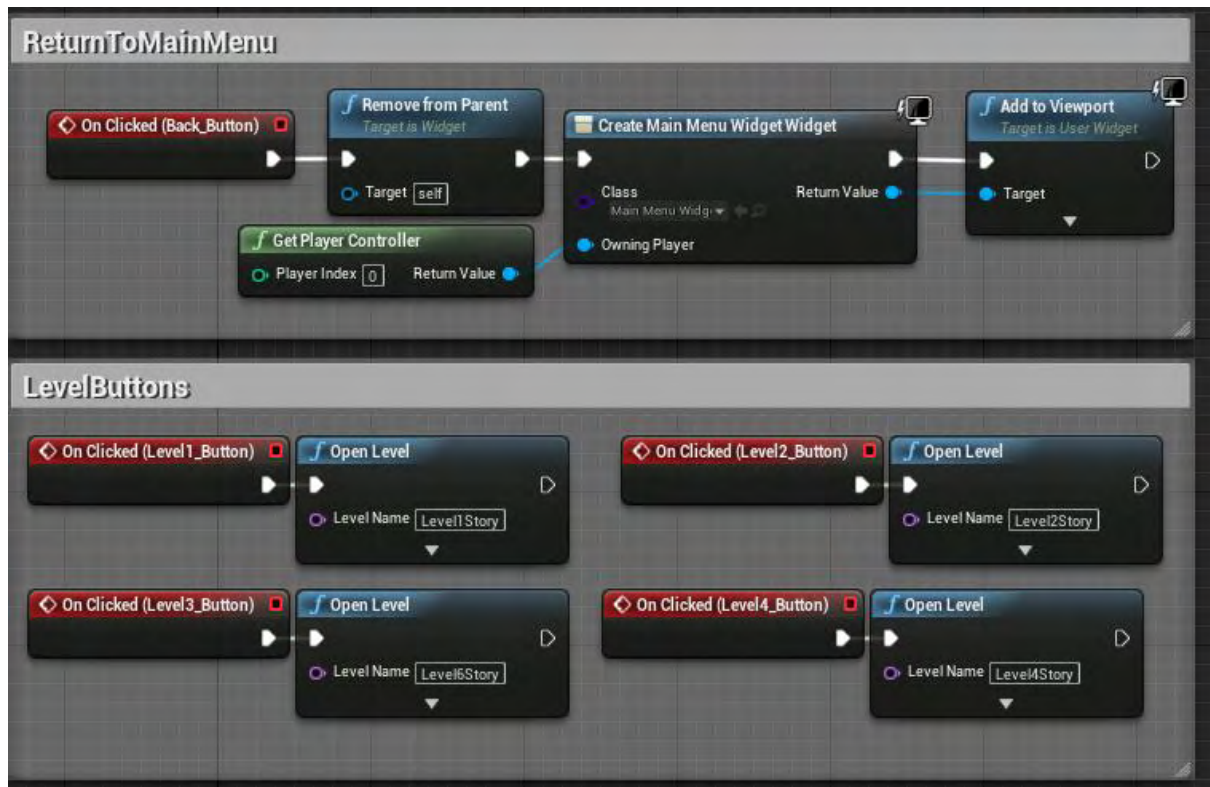 ReturnToMainMenu
On Clicked (Back_Button)
f Remove from Parent
Target is Widget
Target self
Create Main Menu Widget Widget
Class
Main Menu Widg
Return Value
Owning Player
f Add to Viewport
Target is User Widget
Target
f Get Player Controller
Player Index 0
Return Value
LevelButtons
On Clicked (Level1_Button)
f Open Level
Level Name Level1Story
On Clicked (Level2_Button)
f Open Level
Level Name Level2Story
On Clicked (Level3_Button)
f Open Level
Level Name Level6Story
On Clicked (Level4_Button)
f Open Level
Level Name Level4Story